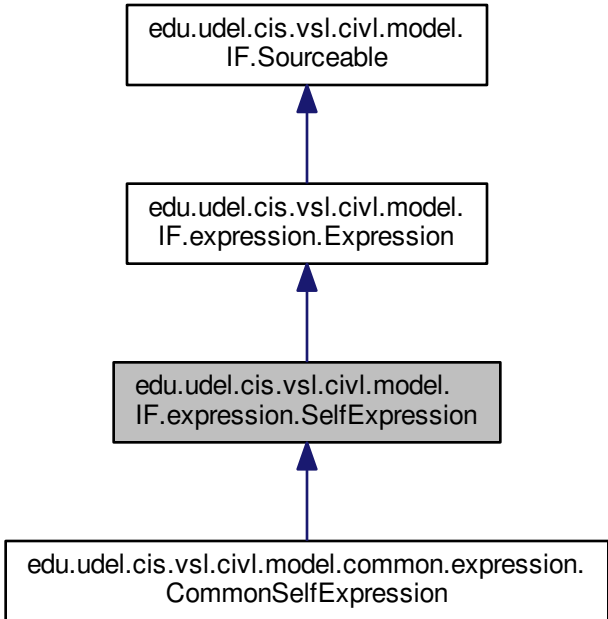 edu.udel.cis.vsl.civl.model.
IF.Sourceable
edu.udel.cis.vsl.civl.model.
IF.expression.Expression
edu.udel.cis.vsl.civl.model.
IF.expression.SelfExpression
edu.udel.cis.vsl.civl.model.common.expression.
CommonSelfExpression